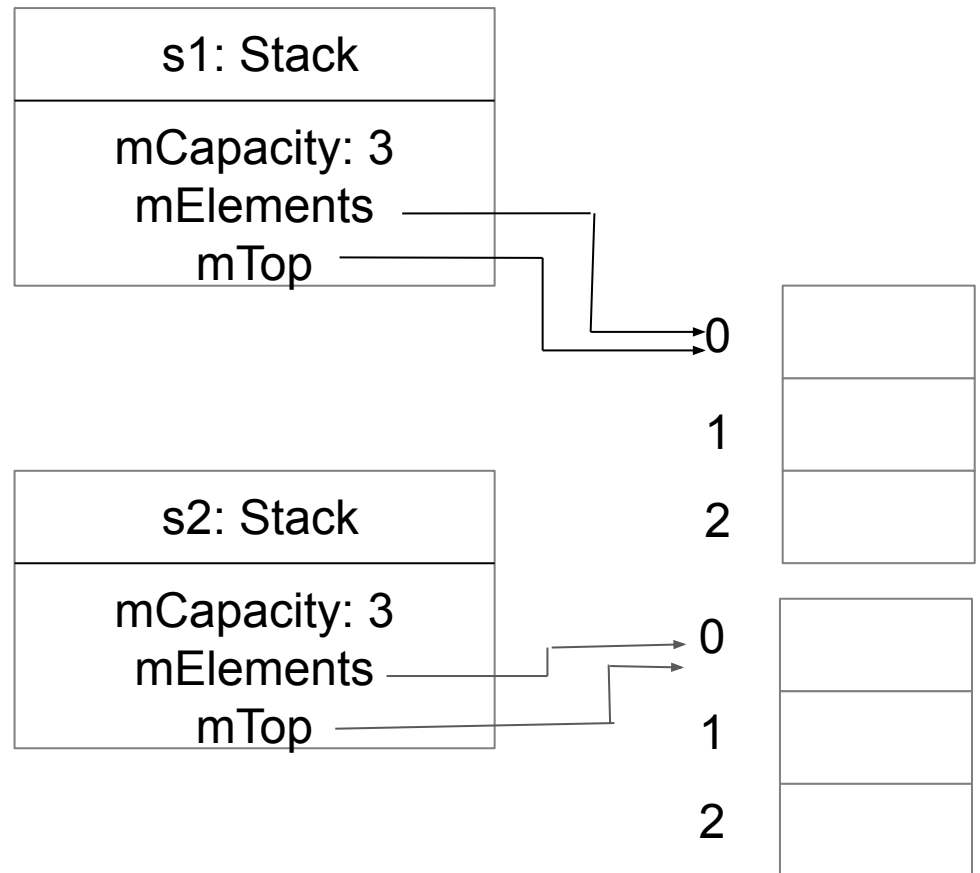 s1: Stack
mCapacity: 3
mElements
mTop
0
1
2
s2: Stack
mCapacity: 3
mElements
mTop
0
1
2